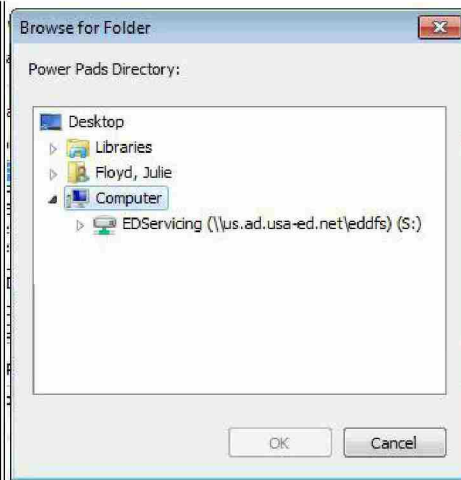 Browse for Folder
Power Pads Directory:
Desktop
Libraries
Floyd, Julie
Computer
EDServicing (\\us.ad.usa-ed.net\eddfs) (S:)
OK
Cancel